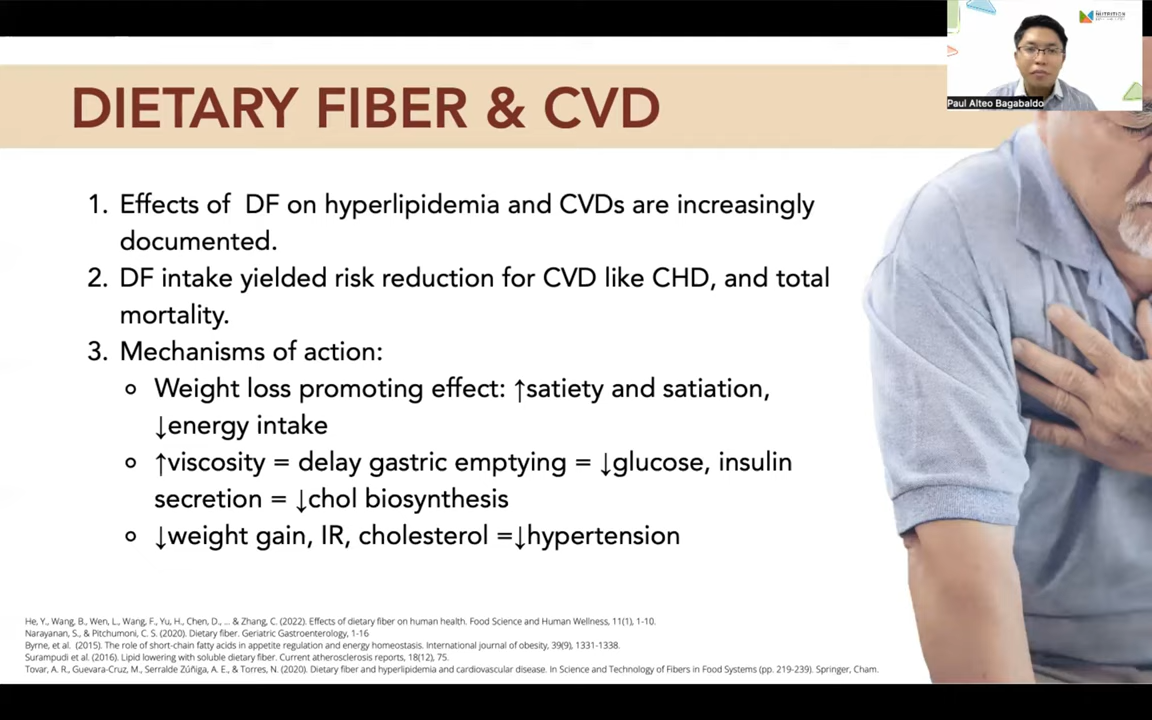 THE NUTRITION
Paul Alteo Bagabaldo
DIETARY FIBER & CVD
1. Effects of DF on hyperlipidemia and CVDs are increasingly
documented.
2. DF intake yielded risk reduction for CVD like CHD, and total
mortality.
3. Mechanisms of action:
Weight loss promoting effect: ↑satiety and satiation,
↓energy intake
↑viscosity = delay gastric emptying = ↓glucose, insulin
secretion = ↓chol biosynthesis
↓weight gain, IR, cholesterol =↓hypertension
He, Y., Wang, B., Wen, L., Wang, F., Yu, H., Chen, D., ... & Zhang, C. (2022). Effects of dietary fiber on human health. Food Science and Human Wellness, 11(1), 1-10.
Narayanan, S., & Pitchumoni, C. S. (2020). Dietary fiber. Geriatric Gastroenterology, 1-16
Byrne, et al. (2015). The role of short-chain fatty acids in appetite regulation and energy homeostasis. International journal of obesity, 39(9), 1331-1338.
Surampudi et al. (2016). Lipid lowering with soluble dietary fiber. Current atherosclerosis reports, 18(12), 75.
Tovar, A. R., Guevara-Cruz, M., Serralde Zúñiga, A. E., & Torres, N. (2020). Dietary fiber and hyperlipidemia and cardiovascular disease. In Science and Technology of Fibers in Food Systems (pp. 219-239). Springer, Cham.